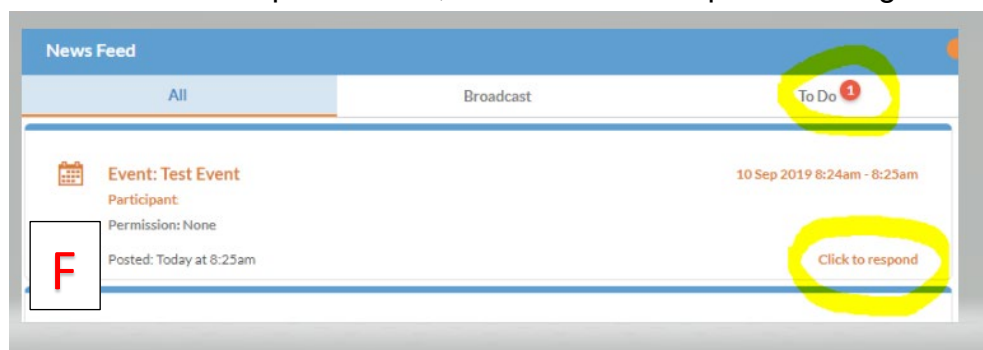 News Feed
All Broadcast To Do 1
Event: Test Event 10 Sep 2019 8:24am - 8:25am
Participant
Permission: None
Posted: Today at 8:25am Click to respond
F